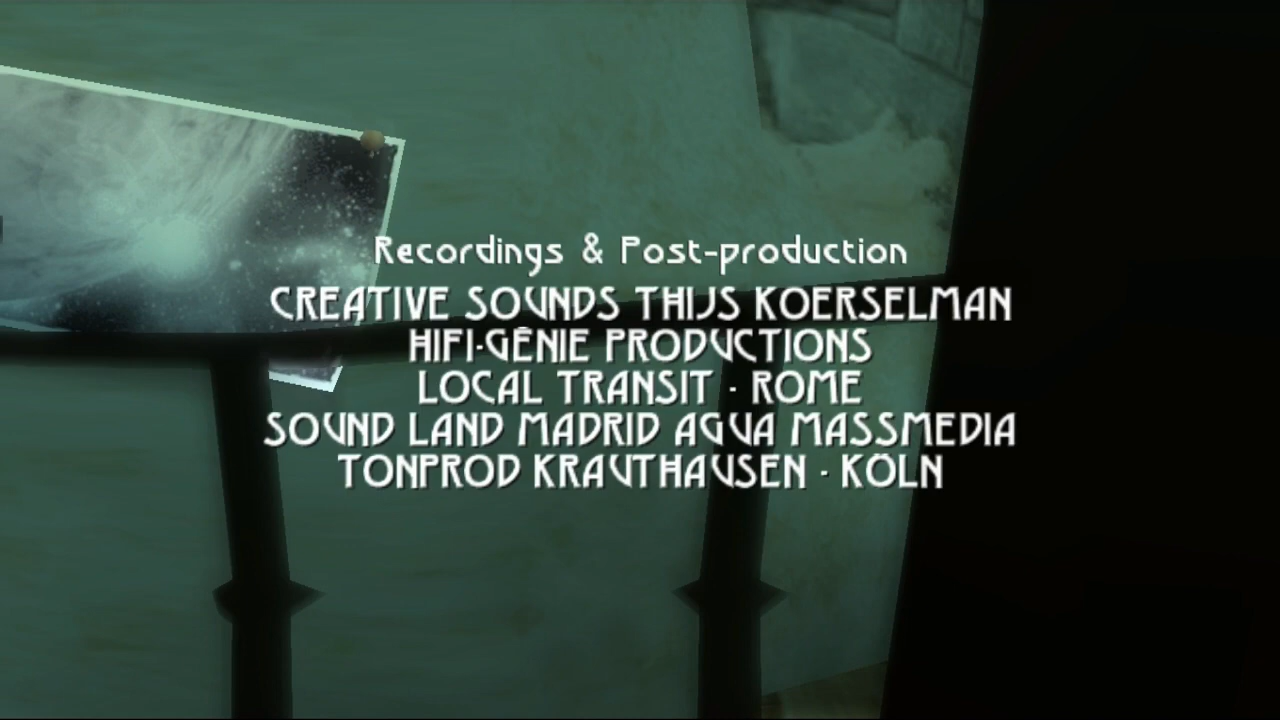 Recordings & Post-production
CREATIVE SOUNDS THIJS KOERSELMAN
HIFI-GÉNIE PRODUCTIONS
LOCAL TRANSIT - ROME
SOUND LAND MADRID AGUA MASSMEDIA
TONPROD KRAUTHAUSEN - KÖLN